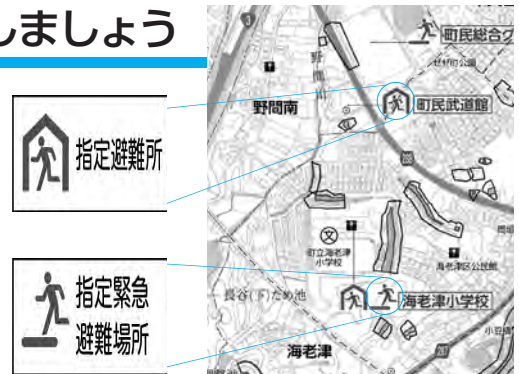 しましょう
3
町民総合グ
野間川
野間南
町民武道館
指定避難所
文
町立海老津
小学校
海老津区公民館
指定緊急
避難場所
長谷(下)ため池
海老津小学校
海老津